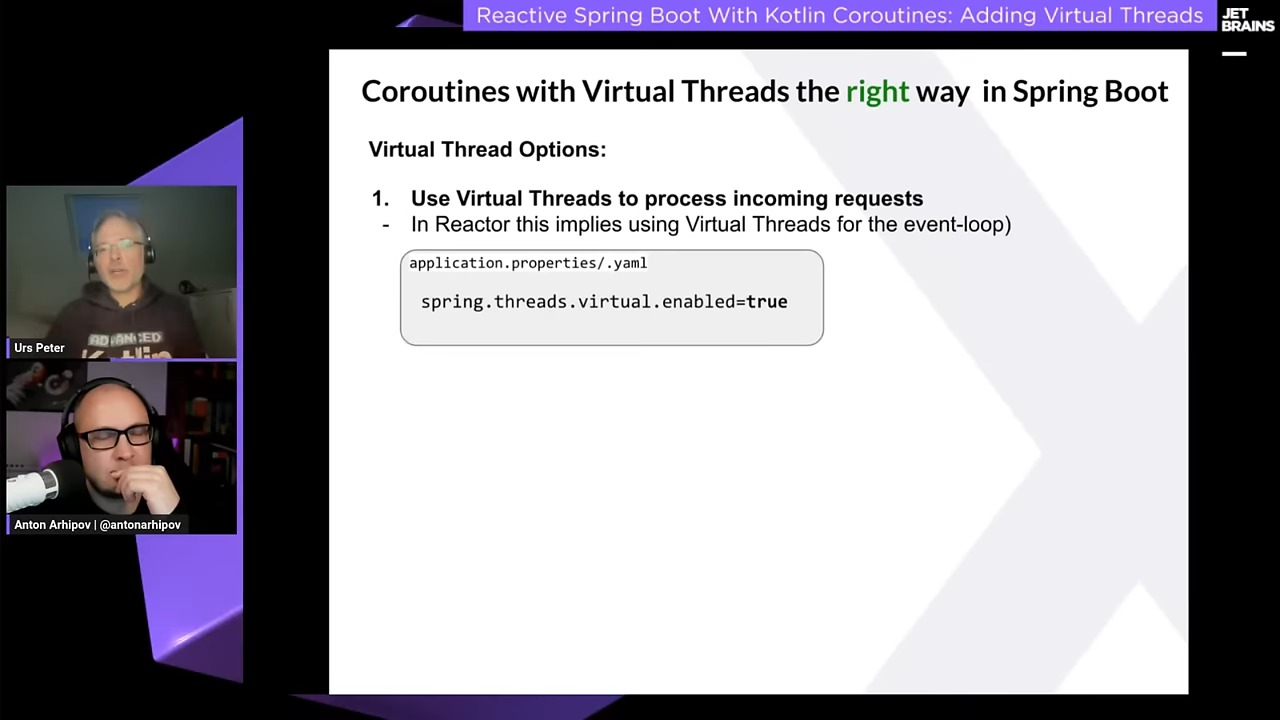 Reactive Spring Boot With Kotlin Coroutines: Adding Virtual Threads
JET
BRAINS
Coroutines with Virtual Threads the right way in Spring Boot
Virtual Thread Options:
1. Use Virtual Threads to process incoming requests
- In Reactor this implies using Virtual Threads for the event-loop)
application.properties/.yaml
spring.threads.virtual.enabled=true
ADVANCED
Kotlin
Urs Peter
Anton Arhipov | @antonarhipov